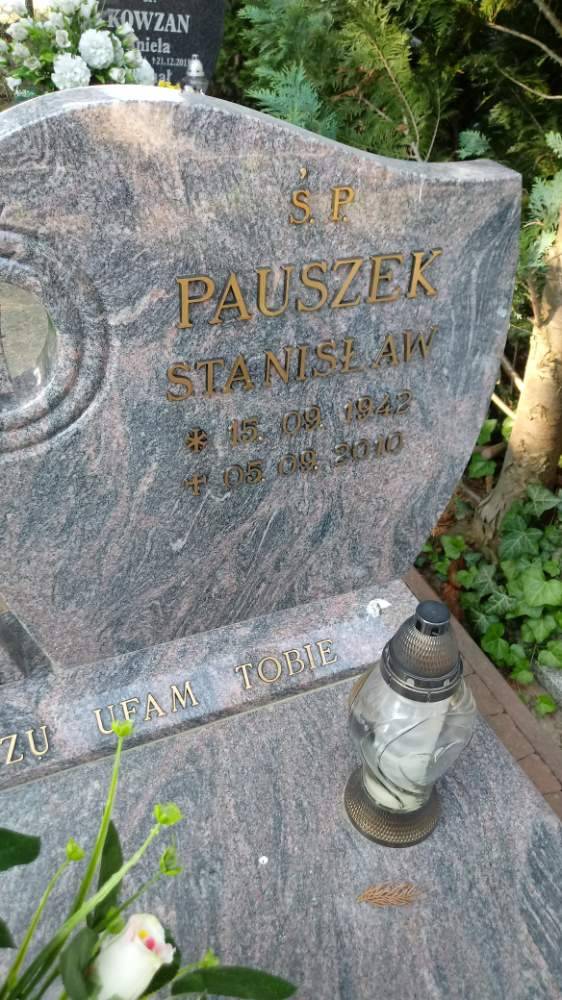 KOWZAN
Ś. P.
PAUSZEK
STANISŁAW
* 15. 09. 1942
+ 05. 09. 2010
UFAM TOBIE